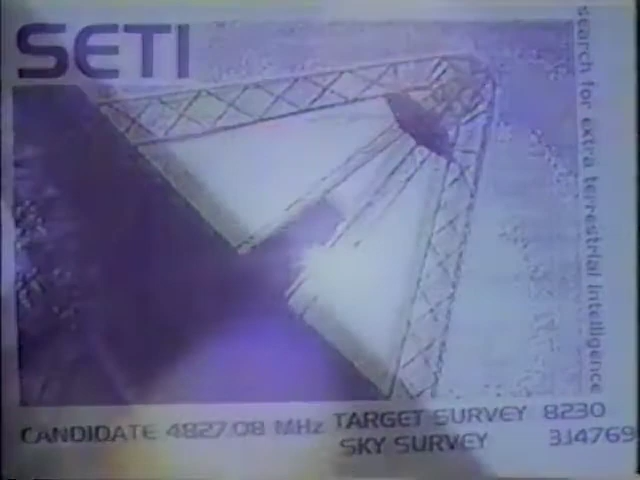 SETI
search for extra terrestrial intelligence
CANDIDATE 4827.08 MHz TARGET SURVEY 8230
SKY SURVEY 314769